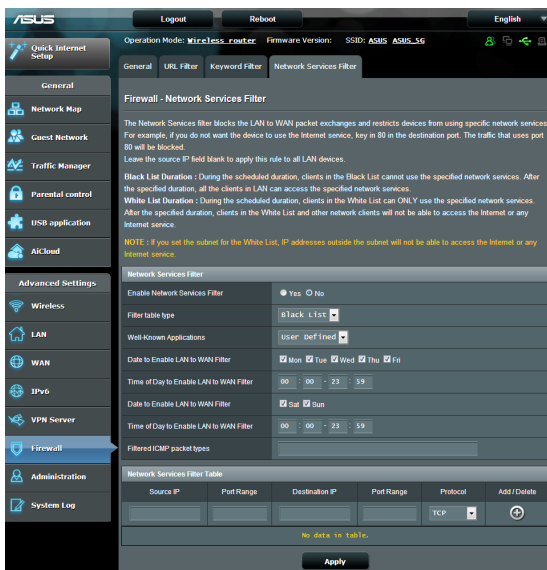 ASUS
Logout
Reboot
English
Quick Internet
Setup
Operation Mode: Wireless router Firmware Version: SSID: ASUS ASUS_5G
General
URL Filter
Keyword Filter
Network Services Filter
General
Network Map
Guest Network
Traffic Manager
Parental control
USB application
AiCloud
Advanced Settings
Wireless
LAN
WAN
IPv6
VPN Server
Firewall
Administration
System Log
Firewall - Network Services Filter
The Network Services filter blocks the LAN to WAN packet exchanges and restricts devices from using specific network services.
For example, if you do not want the device to use the Internet service, key in 80 in the destination port. The traffic that uses port
80 will be blocked.
Leave the source IP field blank to apply this rule to all LAN devices.
Black List Duration : During the scheduled duration, clients in the Black List cannot use the specified network services. After
the specified duration, all the clients in LAN can access the specified network services.
White List Duration : During the scheduled duration, clients in the White List can ONLY use the specified network services.
After the specified duration, clients in the White List and other network clients will not be able to access the Internet or any
Internet service.
NOTE : If you set the subnet for the White List, IP addresses outside the subnet will not be able to access the Internet or any
Internet service.
Network Services Filter
Enable Network Services Filter Yes No
Filter table type Black List
Well-Known Applications User Defined
Date to Enable LAN to WAN Filter Mon Tue Wed Thu Fri
Time of Day to Enable LAN to WAN Filter 00 : 00 - 23 : 59
Date to Enable LAN to WAN Filter Sat Sun
Time of Day to Enable LAN to WAN Filter 00 : 00 - 23 : 59
Filtered ICMP packet types
Network Services Filter Table
Source IP Port Range Destination IP Port Range Protocol Add / Delete
TCP
No data in table.
Apply